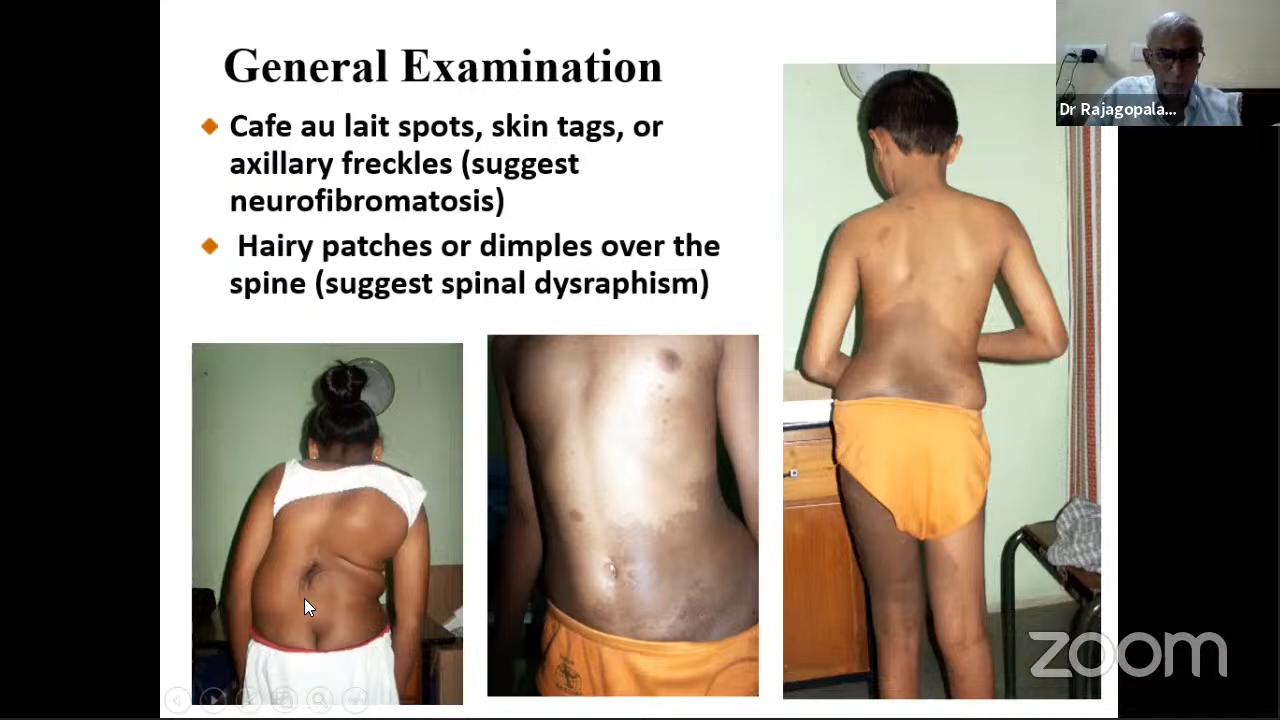 General Examination
Cafe au lait spots, skin tags, or
axillary freckles (suggest
neurofibromatosis)
Hairy patches or dimples over the
spine (suggest spinal dysraphism)
Dr Rajagopala...
zoom